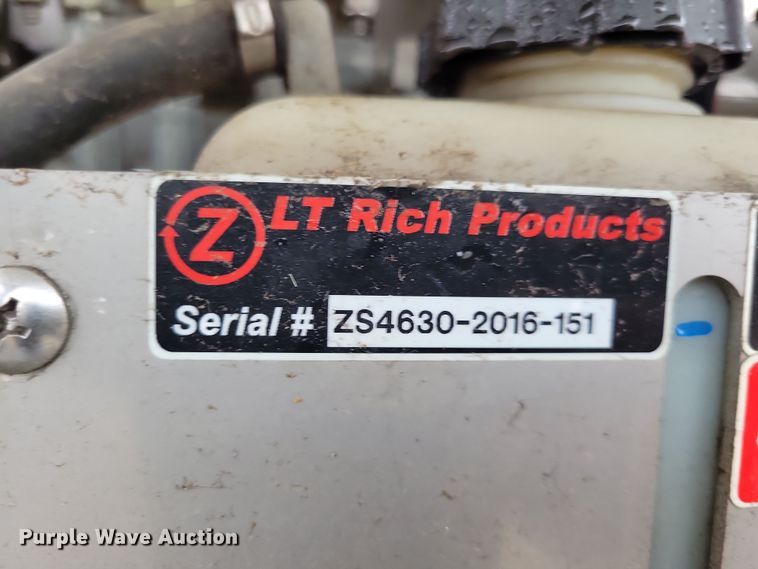 Z LT Rich Products
Serial # ZS4630-2016-151
Purple Wave Auction